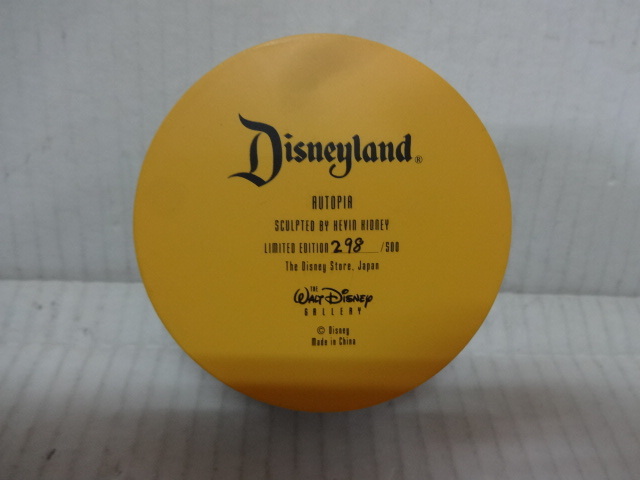 Disneyland®
AUTOPIA
SCULPTED BY KEVIN KIDNEY
LIMITED EDITION 298 /500
The Disney Store, Japan
THE
WALT DISNEY
GALLERY
© Disney
Made in China